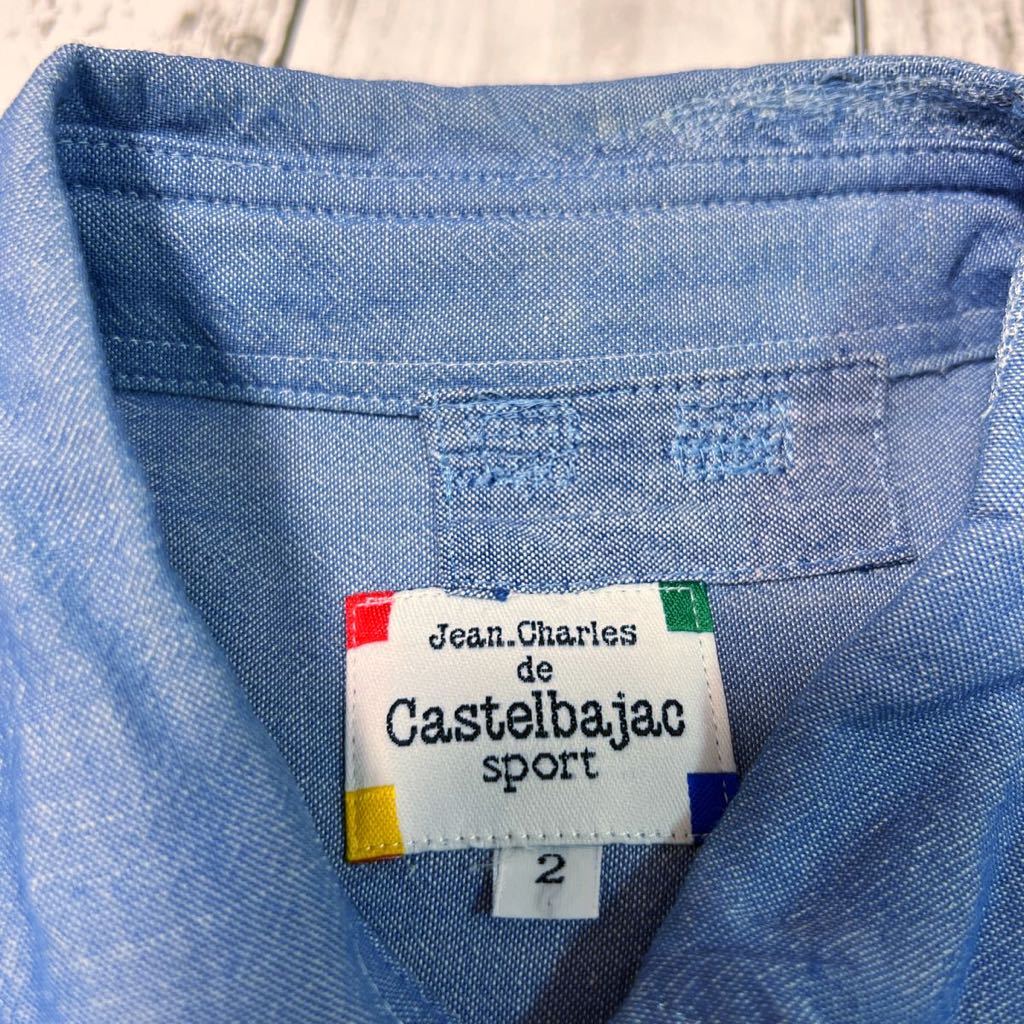 Jean.Charles
de
Castelbajac
sport
2